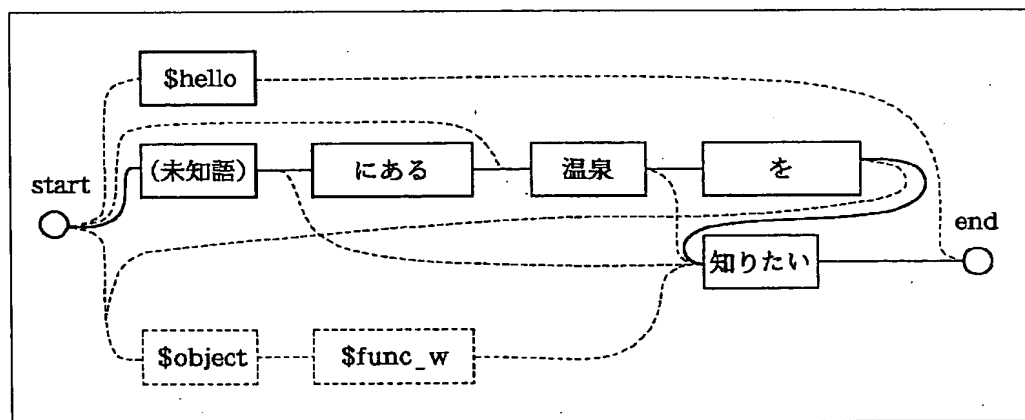 $hello
start
(未知語)
にある
温泉
を
end
知りたい
$object
$func_w